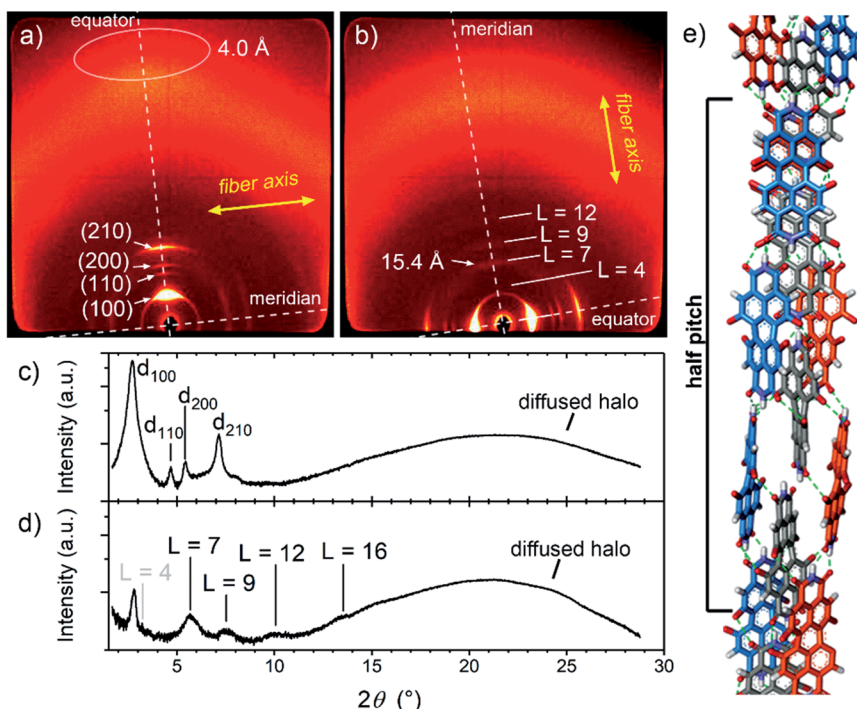 a)
equator
4.0 Å
fiber axis
(210)
(200)
(110)
(100)
meridian
b)
meridian
fiber axis
L = 12
L = 9
15.4 Å
L = 7
L = 4
equator
e)
half pitch
c)
Intensity (a.u.)
d100
d110
d200
d210
diffused halo
d)
Intensity (a.u.)
L = 4
L = 7
L = 9
L = 12
L = 16
diffused halo
5 10 15 20 25 30
2θ (°)